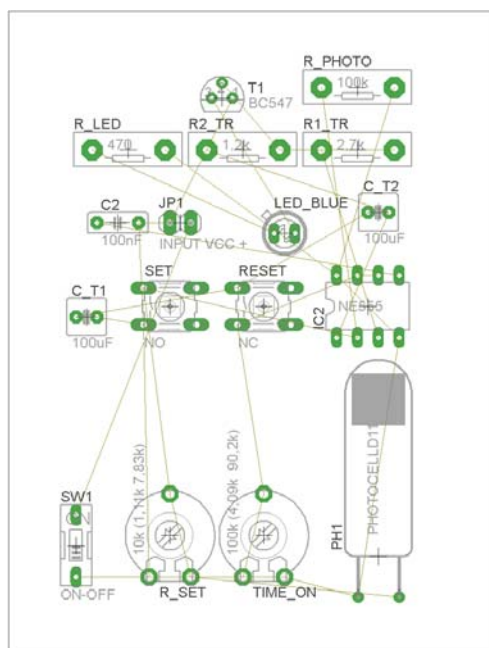 R_PHOTO
100k
T1
BC547
R_LED
470
R2_TR
1.2k
R1_TR
2.7k
C2
100nF
JP1
INPUT VCC +
LED_BLUE
C_T2
100uF
C_T1
100uF
SET
NO
RESET
NC
IC2
NE555
10k (1,11k 7,83k)
R_SET
100k (4,09k 90,2k)
TIME_ON
PHOTOCELLD11
PH1
SW1
ON
ON-OFF